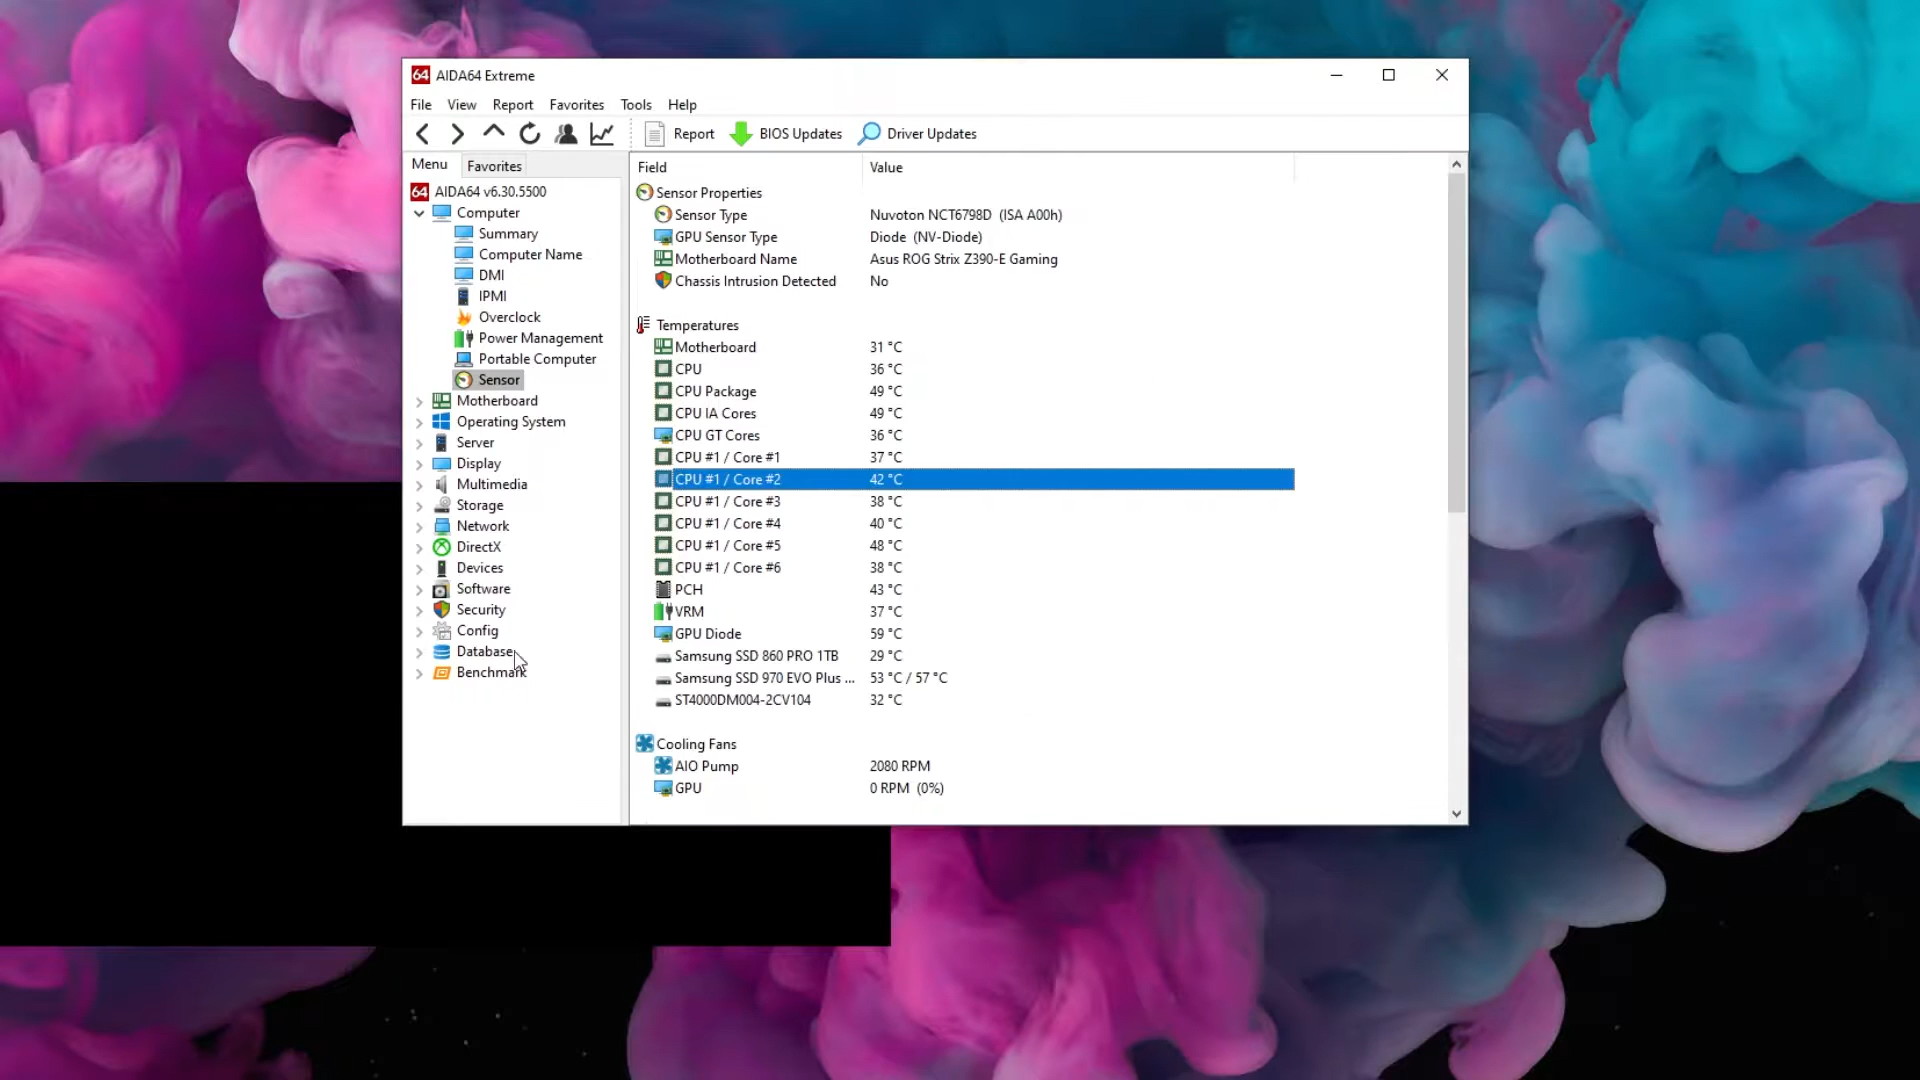 64 AIDA64 Extreme
File View Report Favorites Tools Help
Report BIOS Updates Driver Updates
Menu Favorites
64 AIDA64 v6.30.5500
Computer
Summary
Computer Name
DMI
IPMI
Overclock
Power Management
Portable Computer
Sensor
Motherboard
Operating System
Server
Display
Multimedia
Storage
Network
DirectX
Devices
Software
Security
Config
Database
Benchmark
Field Value
Sensor Properties
Sensor Type Nuvoton NCT6798D (ISA A00h)
GPU Sensor Type Diode (NV-Diode)
Motherboard Name Asus ROG Strix Z390-E Gaming
Chassis Intrusion Detected No
Temperatures
Motherboard 31 °C
CPU 36 °C
CPU Package 49 °C
CPU IA Cores 49 °C
CPU GT Cores 36 °C
CPU #1 / Core #1 37 °C
CPU #1 / Core #2 42 °C
CPU #1 / Core #3 38 °C
CPU #1 / Core #4 40 °C
CPU #1 / Core #5 48 °C
CPU #1 / Core #6 38 °C
PCH 43 °C
VRM 37 °C
GPU Diode 59 °C
Samsung SSD 860 PRO 1TB 29 °C
Samsung SSD 970 EVO Plus ... 53 °C / 57 °C
ST4000DM004-2CV104 32 °C
Cooling Fans
AIO Pump 2080 RPM
GPU 0 RPM (0%)